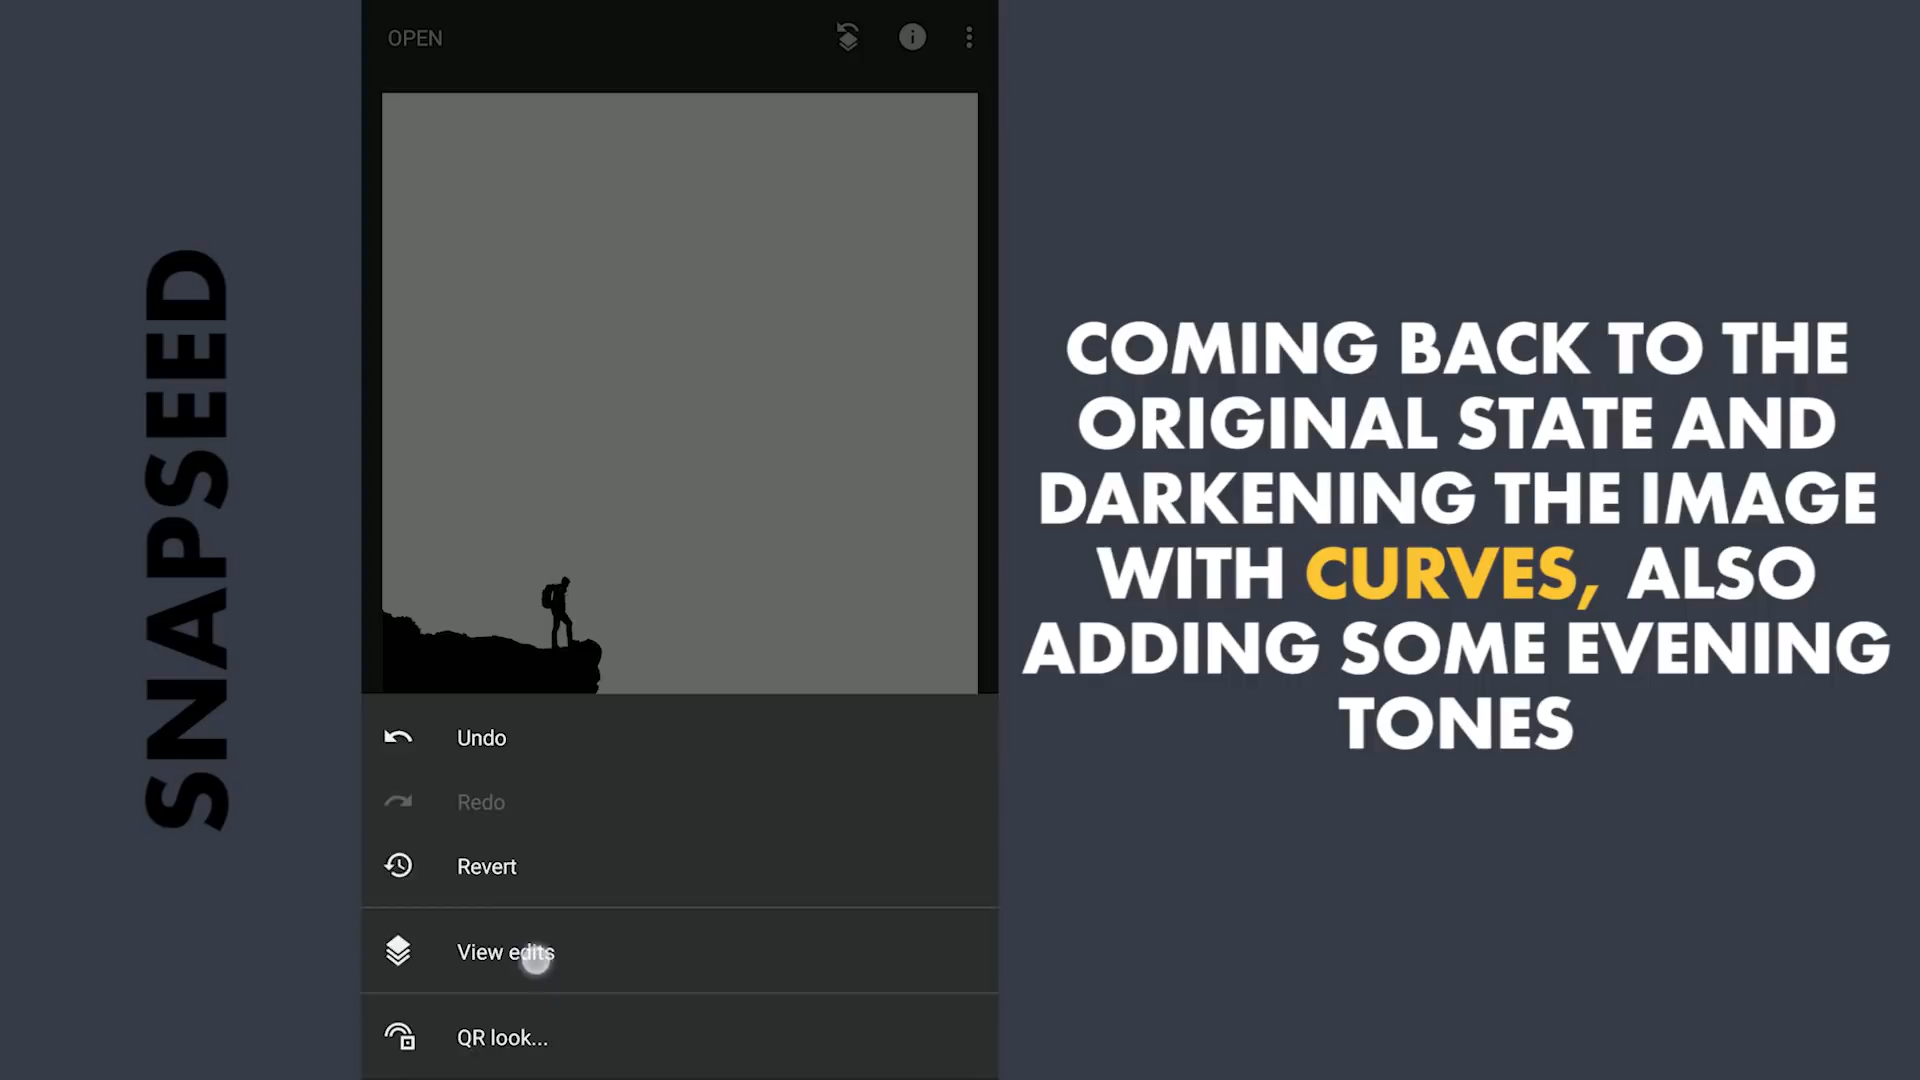 SNAPSEED
OPEN
Undo
Redo
Revert
View edits
QR look...
COMING BACK TO THE
ORIGINAL STATE AND
DARKENING THE IMAGE
WITH CURVES, ALSO
ADDING SOME EVENING
TONES